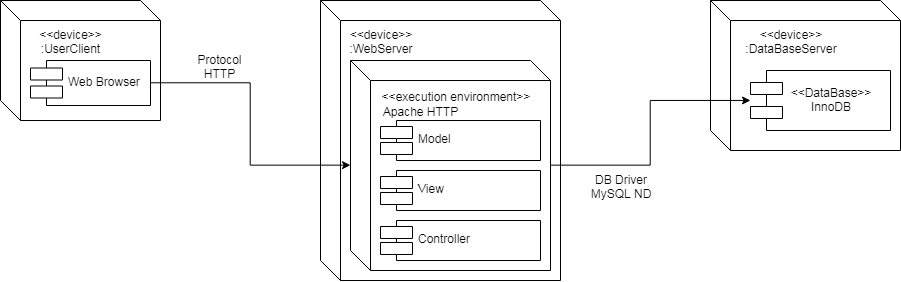 <<device>>
:UserClient
Web Browser
Protocol
HTTP
<<device>>
:WebServer
<<execution environment>>
Apache HTTP
Model
View
Controller
DB Driver
MySQL ND
<<device>>
:DataBaseServer
<<DataBase>>
InnoDB